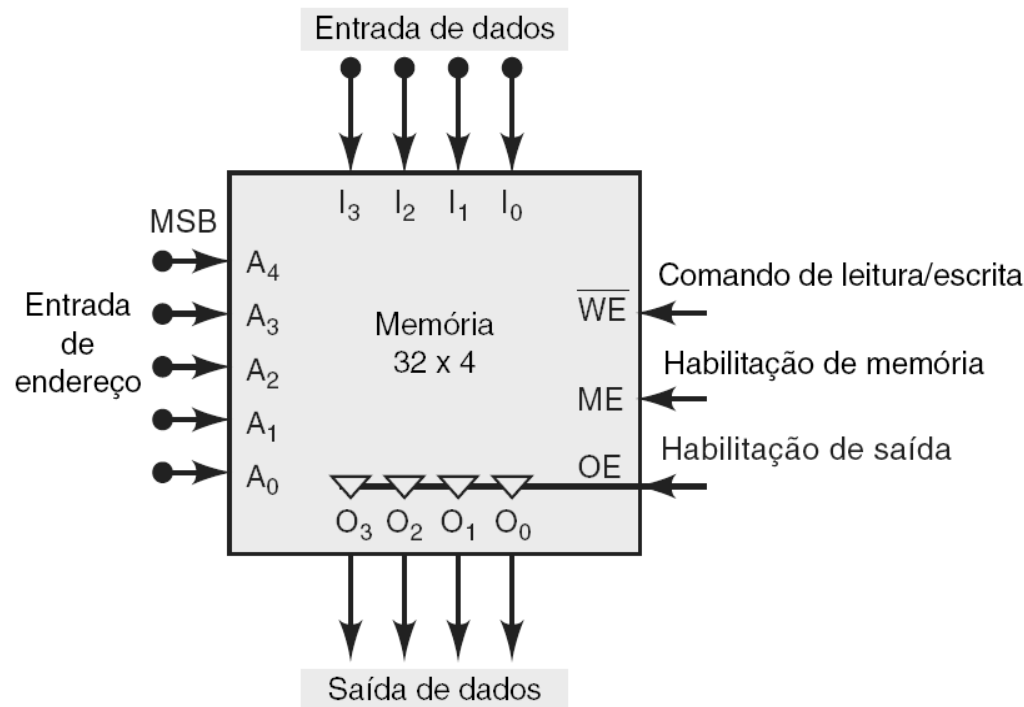 Entrada de dados
I₃ I₂ I₁ I₀
MSB
A₄
A₃
A₂
A₁
A₀
Entrada
de
endereço
Memória
32 x 4
W̅E̅
ME
OE
Comando de leitura/escrita
Habilitação de memória
Habilitação de saída
O₃ O₂ O₁ O₀
Saída de dados